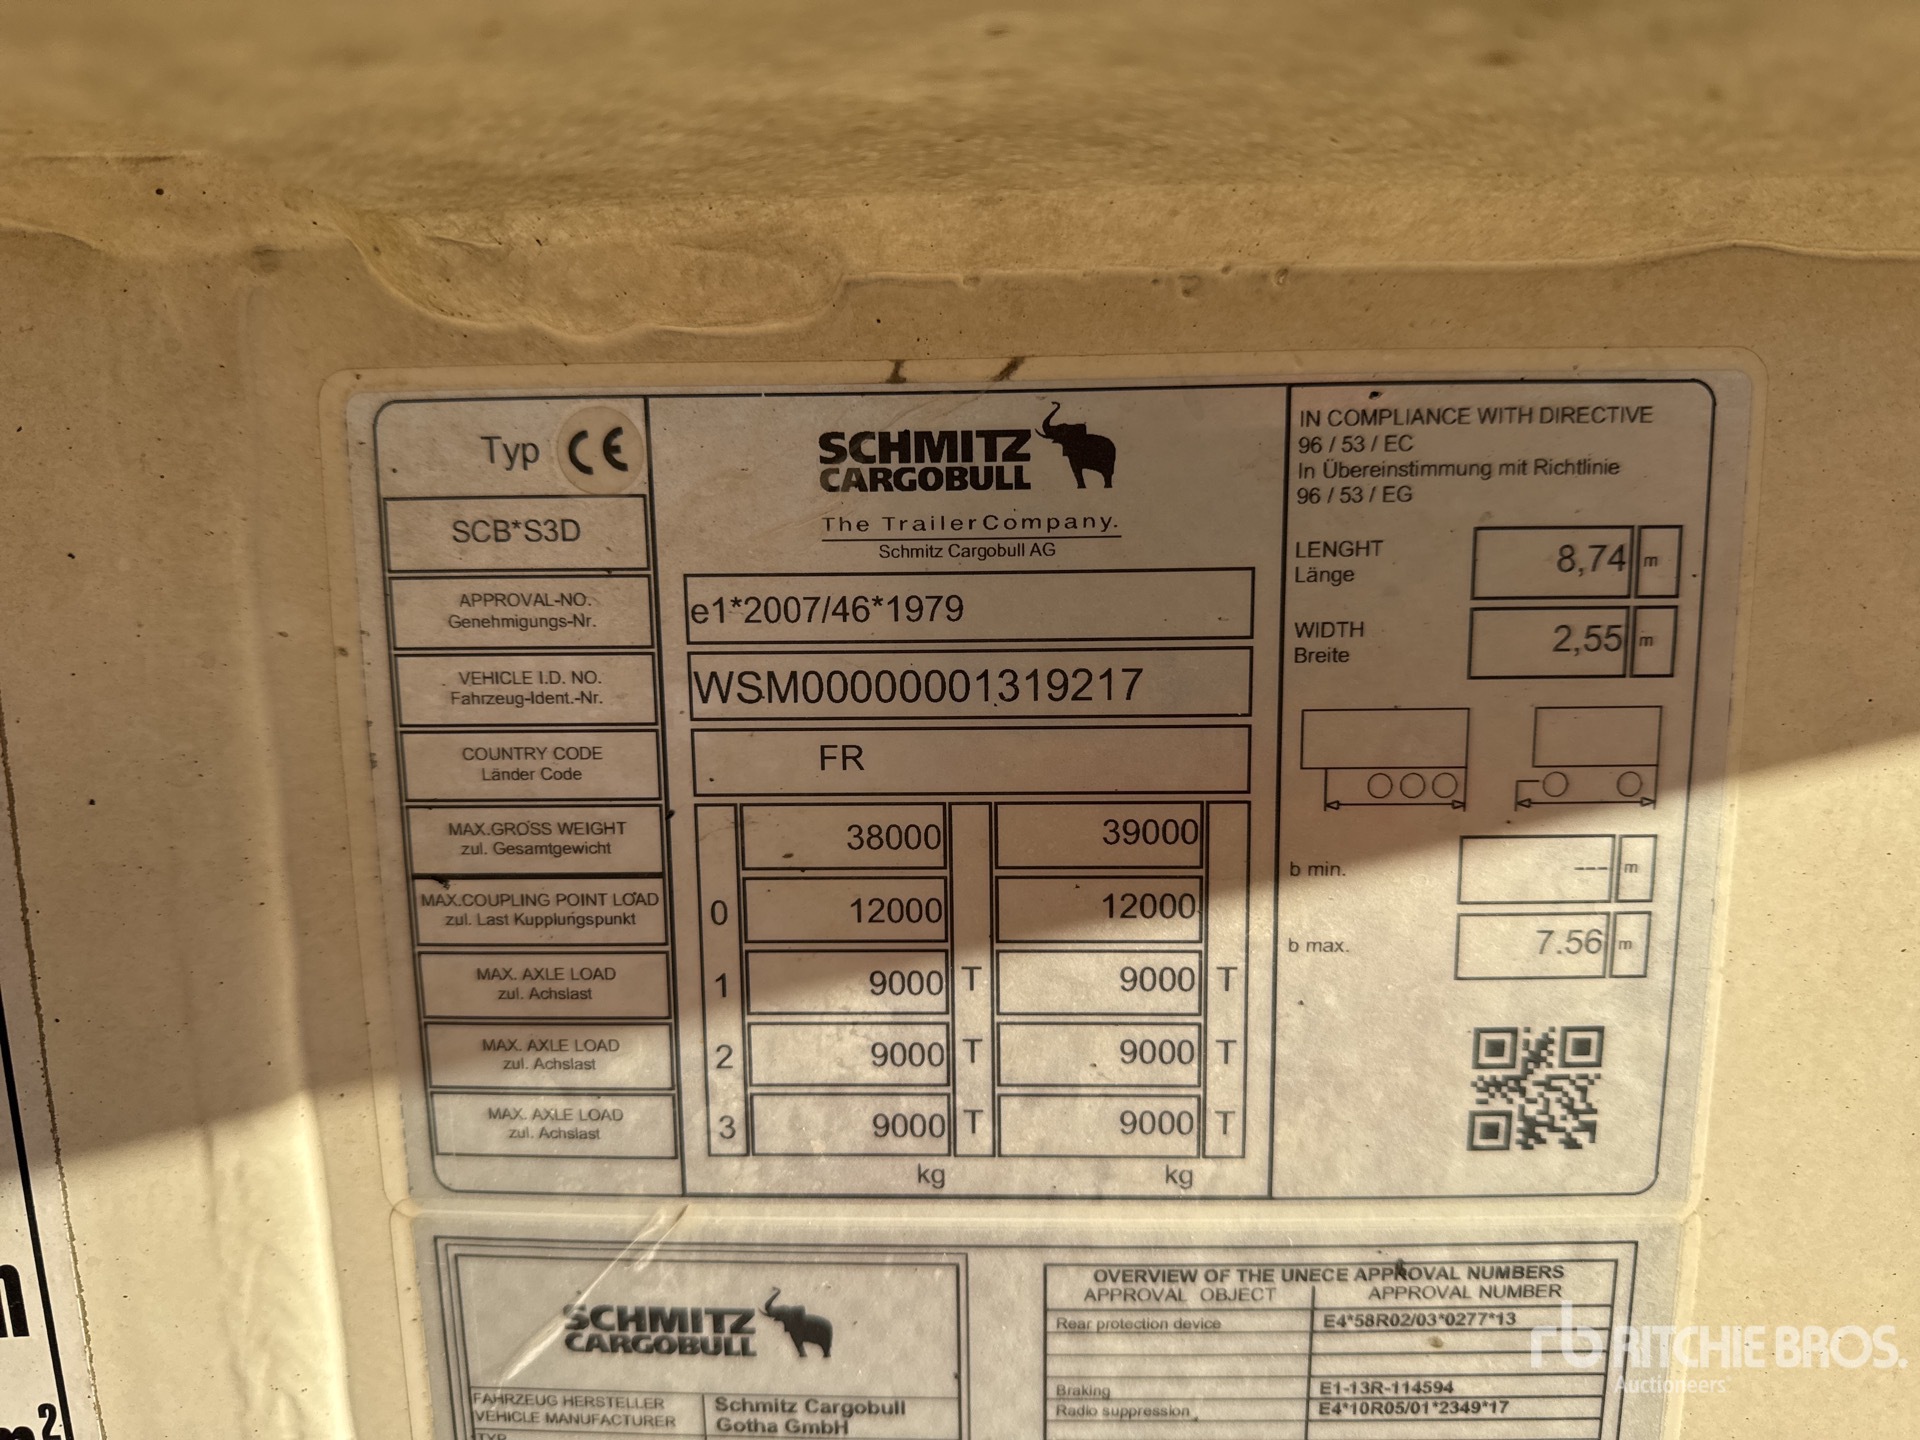 Typ CE
SCHMITZ
CARGOBULL
The Trailer Company.
Schmitz Cargobull AG
IN COMPLIANCE WITH DIRECTIVE
96 / 53 / EC
In Übereinstimmung mit Richtlinie
96 / 53 / EG
SCB*S3D
LENGHT
Länge
8,74 m
APPROVAL-NO.
Genehmigungs-Nr.
e1*2007/46*1979
WIDTH
Breite
2,55 m
VEHICLE I.D. NO.
Fahrzeug-Ident.-Nr.
WSM00000001319217
COUNTRY CODE
Länder Code
FR
MAX.GROSS WEIGHT
zul. Gesamtgewicht
38000 39000
b min. --- m
MAX.COUPLING POINT LOAD
zul. Last Kupplungspunkt
0 12000 12000
b max. 7.56 m
MAX. AXLE LOAD
zul. Achslast
1 9000 T 9000 T
MAX. AXLE LOAD
zul. Achslast
2 9000 T 9000 T
MAX. AXLE LOAD
zul. Achslast
3 9000 T 9000 T
kg kg
SCHMITZ
CARGOBULL
FAHRZEUG HERSTELLER
VEHICLE MANUFACTURER
Schmitz Cargobull
Gotha GmbH
TYP
OVERVIEW OF THE UNECE APPROVAL NUMBERS
APPROVAL OBJECT APPROVAL NUMBER
Rear protection device E4*58R02/03*0277*13
Braking E1-13R-114594
Radio suppression E4*10R05/01*2349*17
rb RITCHIE BROS.
Auctioneers